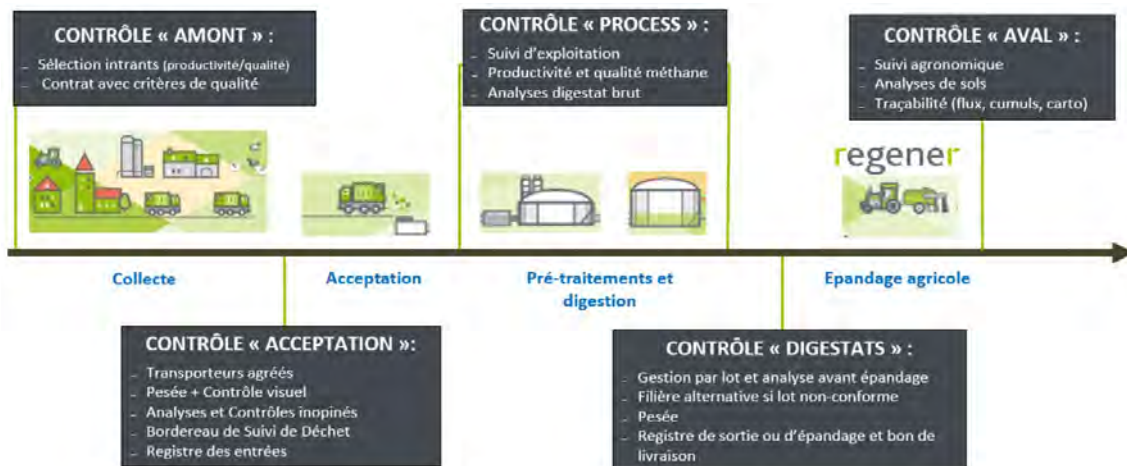 CONTRÔLE « AMONT » :
– Sélection intrants (productivité/qualité)
– Contrat avec critères de qualité
CONTRÔLE « PROCESS » :
– Suivi d'exploitation
– Productivité et qualité méthane
– Analyses digestat brut
CONTRÔLE « AVAL » :
– Suivi agronomique
– Analyses de sols
– Traçabilité (flux, cumuls, carto)
regener
Collecte
Acceptation
Pré-traitements et
digestion
Epandage agricole
CONTRÔLE « ACCEPTATION »:
– Transporteurs agréés
– Pesée + Contrôle visuel
– Analyses et Contrôles inopinés
– Bordereau de Suivi de Déchet
– Registre des entrées
CONTRÔLE « DIGESTATS » :
– Gestion par lot et analyse avant épandage
– Filière alternative si lot non-conforme
– Pesée
– Registre de sortie ou d'épandage et bon de
livraison